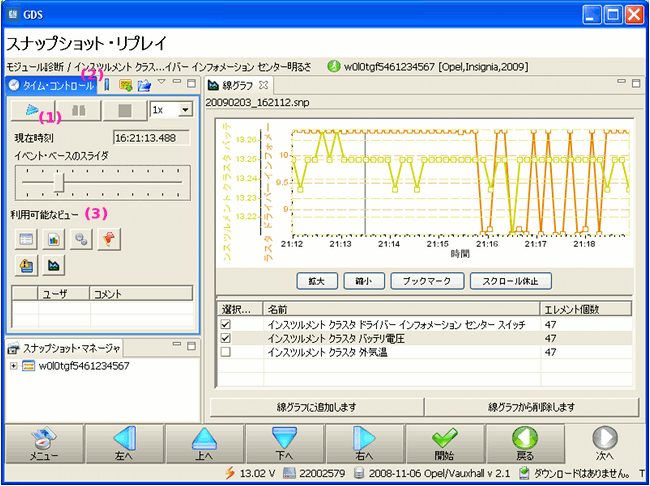 GDS
スナップショット・リプレイ
モジュール診断 / インスツルメント クラス...イバー インフォメーション センター明るさ w0l0tgf5461234567 [Opel,Insignia,2009]
タイム・コントロール (2)
(1) 1x
現在時刻 16:21:13.488
イベント・ベースのスライダ
利用可能なビュー (3)
ユーザ コメント
スナップショット・マネージャ
w0l0tgf5461234567
線グラフ
20090203_162112.snp
ンスツルメント クラスタ バッテ
ラスタ ドライバーインフォメー
13.26
13.25
13.24
13.23
13.22
10
9.5
9
21:12 21:13 21:14 21:15 21:16 21:17 21:18
時間
拡大 縮小 ブックマーク スクロール休止
選択... 名前 エレメント個数
インスツルメント クラスタ ドライバー インフォメーション センター スイッチ 47
インスツルメント クラスタ バッテリ電圧 47
インスツルメント クラスタ 外気温 47
線グラフに追加します 線グラフから削除します
メニュー 左へ 上へ 下へ 右へ 開始 戻る 次へ
13.02 V 22002579 2008-11-06 Opel/Vauxhall v 2.1 ダウンロードはありません。 T